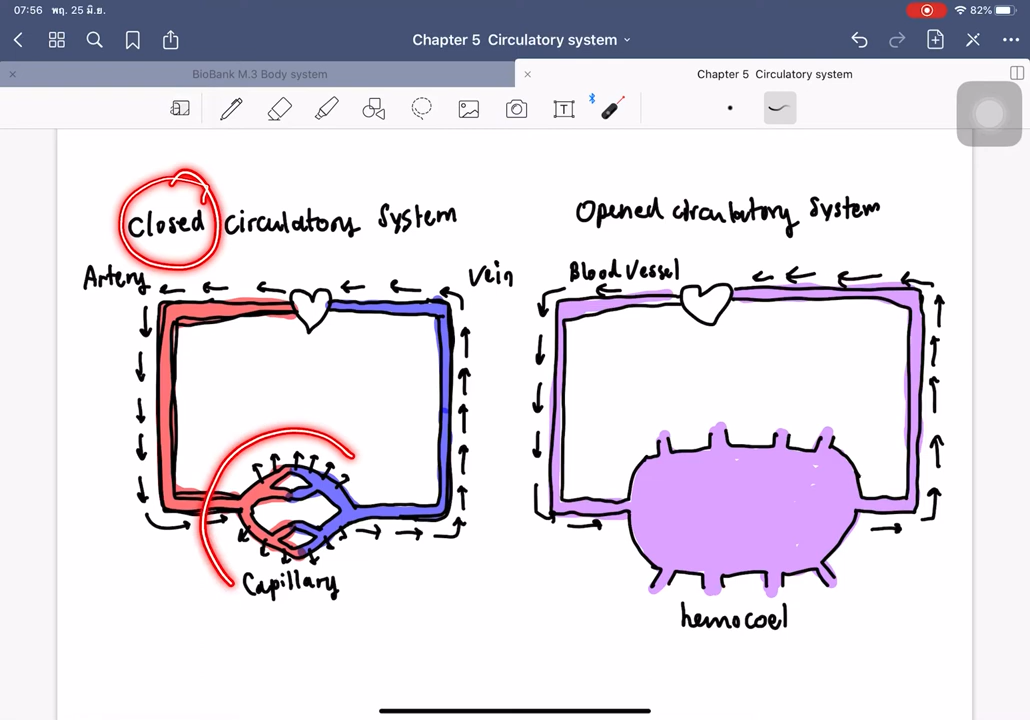 07:56 พฤ. 25 มิ.ย.
82%
Chapter 5 Circulatory system
BioBank M.3 Body system
Chapter 5 Circulatory system
T
Closed Circulatory System
Opened circulatory System
Artery
Vein
Blood Vessel
Capillary
hemocoel